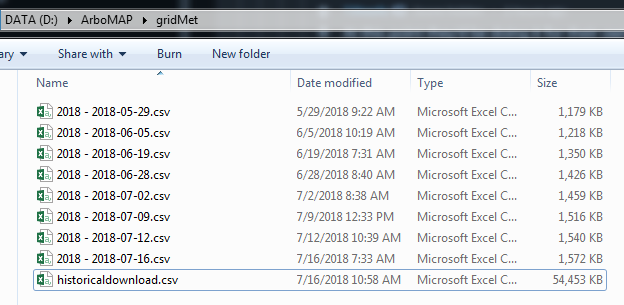 DATA (D:) ▸ ArboMAP ▸ gridMet
ary Share with Burn New folder
Name Date modified Type Size
2018 - 2018-05-29.csv 5/29/2018 9:22 AM Microsoft Excel C... 1,179 KB
2018 - 2018-06-05.csv 6/5/2018 10:19 AM Microsoft Excel C... 1,218 KB
2018 - 2018-06-19.csv 6/19/2018 7:31 AM Microsoft Excel C... 1,350 KB
2018 - 2018-06-28.csv 6/28/2018 8:40 AM Microsoft Excel C... 1,426 KB
2018 - 2018-07-02.csv 7/2/2018 8:38 AM Microsoft Excel C... 1,459 KB
2018 - 2018-07-09.csv 7/9/2018 12:33 PM Microsoft Excel C... 1,516 KB
2018 - 2018-07-12.csv 7/12/2018 10:39 AM Microsoft Excel C... 1,540 KB
2018 - 2018-07-16.csv 7/16/2018 7:33 AM Microsoft Excel C... 1,572 KB
historicaldownload.csv 7/16/2018 10:58 AM Microsoft Excel C... 54,453 KB